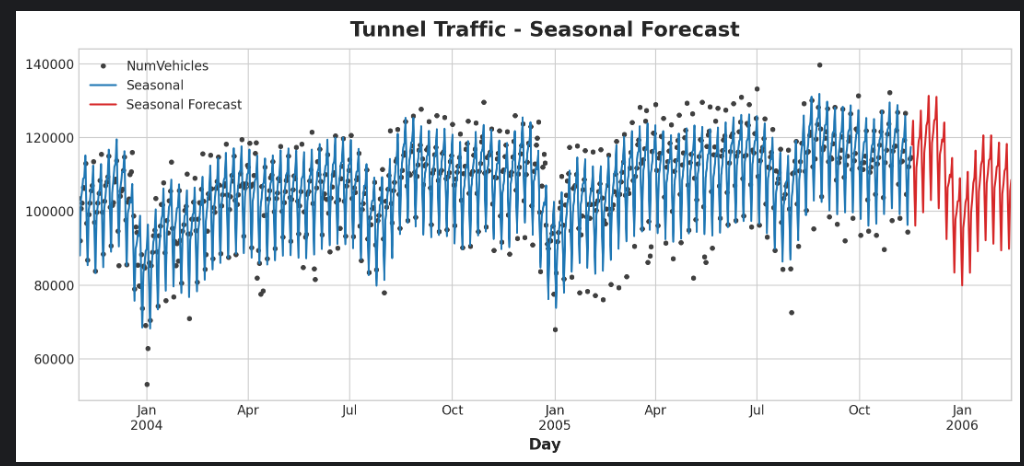 Tunnel Traffic - Seasonal Forecast
NumVehicles
Seasonal
Seasonal Forecast
140000
120000
100000
80000
60000
Jan
2004
Apr
Jul
Oct
Jan
2005
Apr
Jul
Oct
Jan
2006
Day